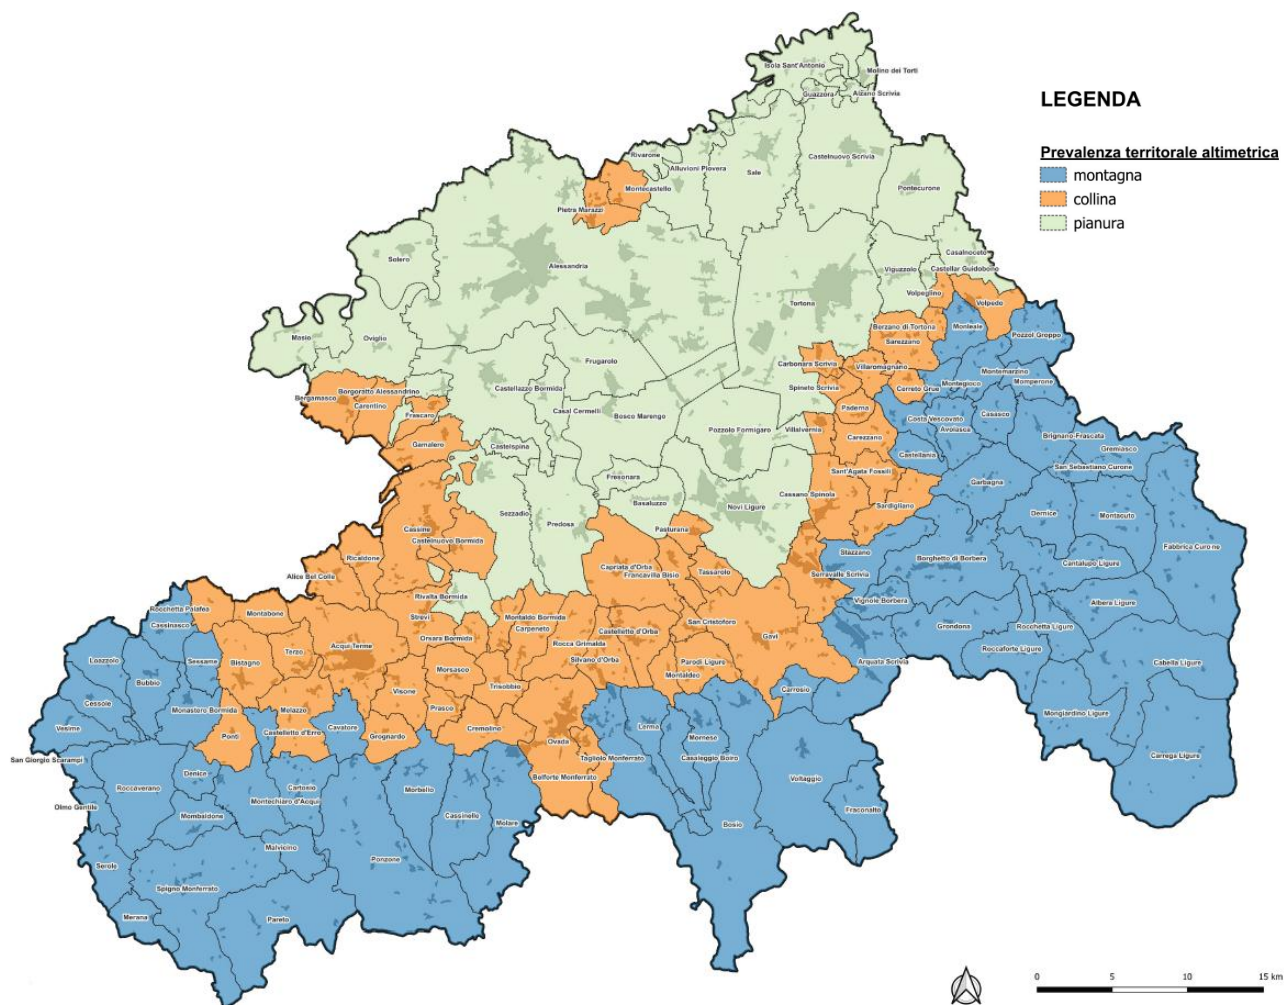 Isola Sant'Antonio
Molino dei Torti
Guazzora
Alzano Scrivia
LEGENDA
Prevalenza territorale altimetrica
montagna
collina
pianura
Rivarone
Alluvioni Piovera
Sale
Castelnuovo Scrivia
Montecastello
Pontecurone
Pietra Marazzi
Solero
Alessandria
Casalnoceto
Viguzzolo
Castellar Guidobono
Volpeglino
Volpedo
Tortona
Masio
Oviglio
Berzano di Tortona
Monleale
Pozzol Groppo
Sarezzano
Frugarolo
Carbonara Scrivia
Villaromagnano
Montemarzino
Momperone
Montegioco
Spineto Scrivia
Cerreto Grue
Borgoratto Alessandrino
Bergamasco
Carentino
Castellazzo Bormida
Frascaro
Casal Cermelli
Bosco Marengo
Paderna
Costa Vescovato
Casasco
Avolasca
Pozzolo Formigaro
Villalvernia
Carezzano
Brignano-Frascata
Gamalero
Castelspina
Castellania
Gremiasco
San Sebastiano Curone
Sant'Agata Fossili
Fresonara
Garbagna
Basaluzzo
Cassano Spinola
Novi Ligure
Sardigliano
Sezzadio
Predosa
Dernice
Montacuto
Cassine
Pasturana
Castelnuovo Bormida
Fabbrica Curone
Stazzano
Ricaldone
Borghetto di Borbera
Cantalupo Ligure
Capriata d'Orba
Francavilla Bisio
Tassarolo
Serravalle Scrivia
Alice Bel Colle
Rivalta Bormida
Vignole Borbera
Albera Ligure
Rocchetta Palafea
Montabone
Strevi
Montaldo Bormida
Carpeneto
San Cristoforo
Grondona
Rocchetta Ligure
Cassinasco
Orsara Bormida
Castelletto d'Orba
Gavi
Rocca Grimalda
Roccaforte Ligure
Acqui Terme
Terzo
Loazzolo
Sessame
Bistagno
Silvano d'Orba
Parodi Ligure
Arquata Scrivia
Cabella Ligure
Morsasco
Montaldeo
Bubbio
Trisobbio
Visone
Carrosio
Cessole
Monastero Bormida
Melazzo
Prasco
Mongiardino Ligure
Vesime
Castelletto d'Erro
Cavatore
Cremolino
Lerma
Ponti
Grognardo
Mornese
Ovada
Carrega Ligure
San Giorgio Scarampi
Tagliolo Monferrato
Casaleggio Boiro
Denice
Belforte Monferrato
Voltaggio
Roccaverano
Cartosio
Morbello
Montechiaro d'Acqui
Olmo Gentile
Mombaldone
Cassinelle
Molare
Fraconalto
Bosio
Malvicino
Serole
Ponzone
Spigno Monferrato
Merana
Pareto
0 5 10 15 km